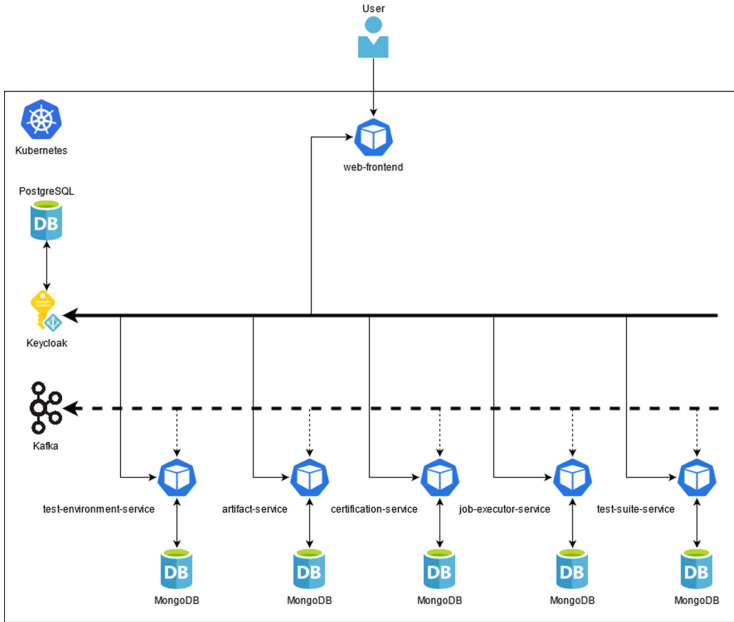 User
Kubernetes
web-frontend
PostgreSQL
DB
Keycloak
Kafka
test-environment-service
artifact-service
certification-service
job-executor-service
test-suite-service
DB
DB
DB
DB
DB
MongoDB
MongoDB
MongoDB
MongoDB
MongoDB